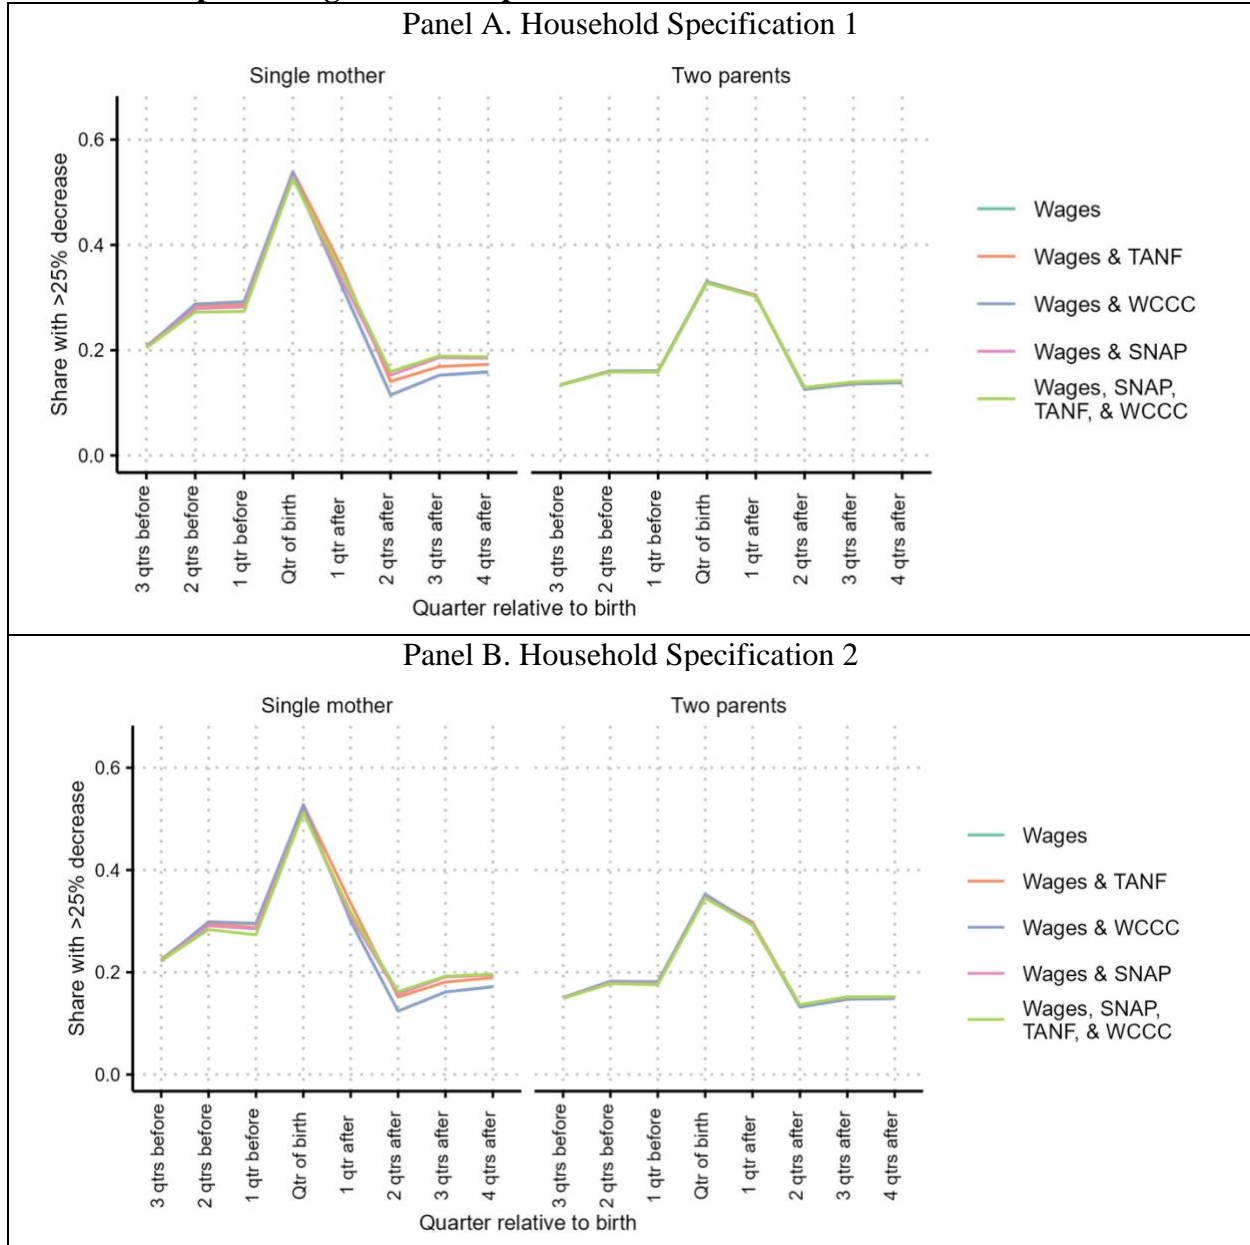 Panel A. Household Specification 1
Single mother
Two parents
Share with >25% decrease
0.6
0.4
0.2
0.0
3 qtrs before
2 qtrs before
1 qtr before
Qtr of birth
1 qtr after
2 qtrs after
3 qtrs after
4 qtrs after
3 qtrs before
2 qtrs before
1 qtr before
Qtr of birth
1 qtr after
2 qtrs after
3 qtrs after
4 qtrs after
Quarter relative to birth
Wages
Wages & TANF
Wages & WCCC
Wages & SNAP
Wages, SNAP,
TANF, & WCCC
Panel B. Household Specification 2
Single mother
Two parents
Share with >25% decrease
0.6
0.4
0.2
0.0
3 qtrs before
2 qtrs before
1 qtr before
Qtr of birth
1 qtr after
2 qtrs after
3 qtrs after
4 qtrs after
3 qtrs before
2 qtrs before
1 qtr before
Qtr of birth
1 qtr after
2 qtrs after
3 qtrs after
4 qtrs after
Quarter relative to birth
Wages
Wages & TANF
Wages & WCCC
Wages & SNAP
Wages, SNAP,
TANF, & WCCC